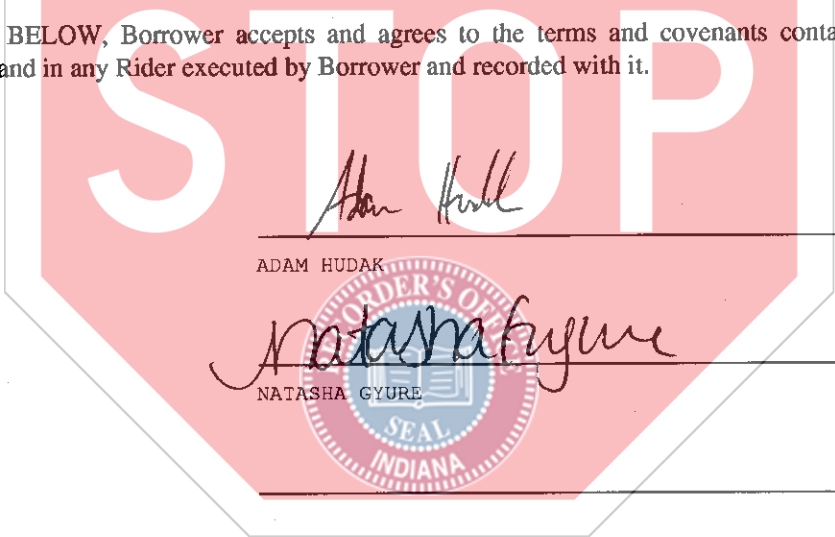 BELOW, Borrower accepts and agrees to the terms and covenants conta
and in any Rider executed by Borrower and recorded with it.
STOP
Adam Hudak
ADAM HUDAK
Natasha Gyure
NATASHA GYURE
RECORDER'S OFFICE
SEAL
INDIANA